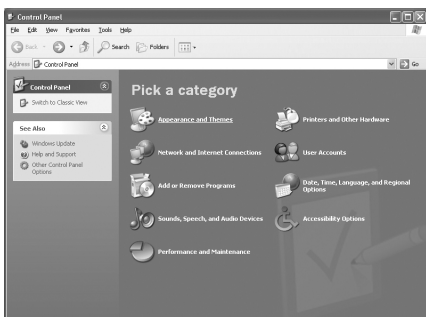 Control Panel
File Edit View Favorites Tools Help
Back Search Folders
Address Control Panel Go
Control Panel
Switch to Classic View
See Also
Windows Update
Help and Support
Other Control Panel
Options
Pick a category
Appearance and Themes
Printers and Other Hardware
Network and Internet Connections
User Accounts
Add or Remove Programs
Date, Time, Language, and Regional
Options
Sounds, Speech, and Audio Devices
Accessibility Options
Performance and Maintenance